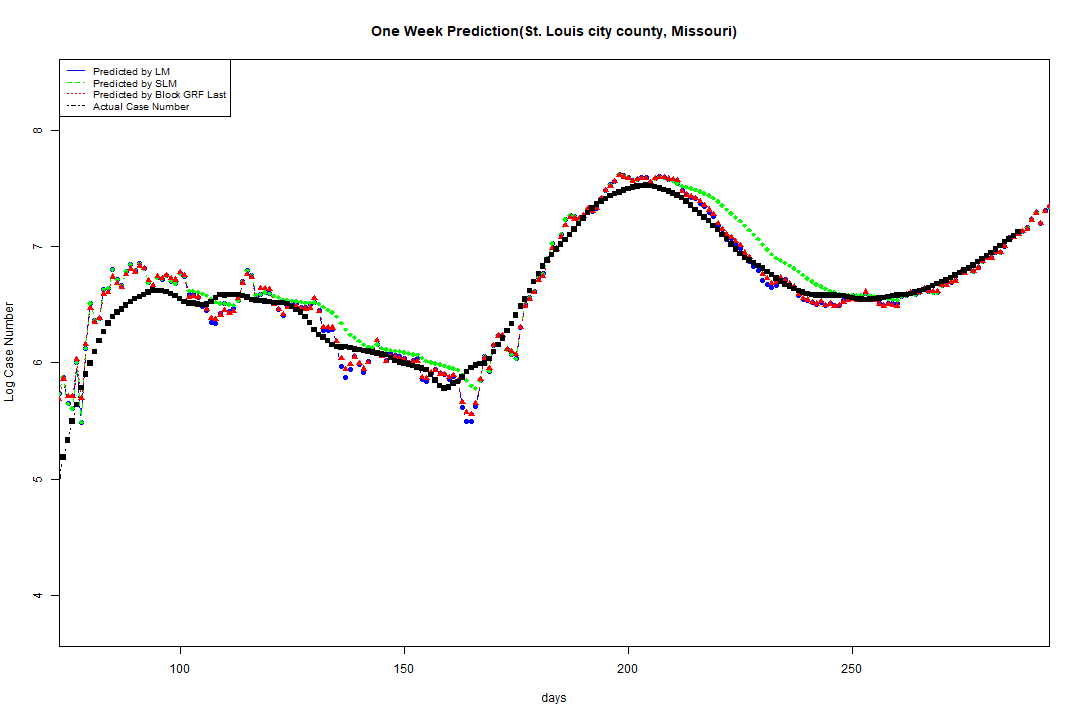 One Week Prediction(St. Louis city county, Missouri)
Predicted by LM
Predicted by SLM
Predicted by Block GRF Last
Actual Case Number
8
7
6
5
4
Log Case Number
100 150 200 250
days